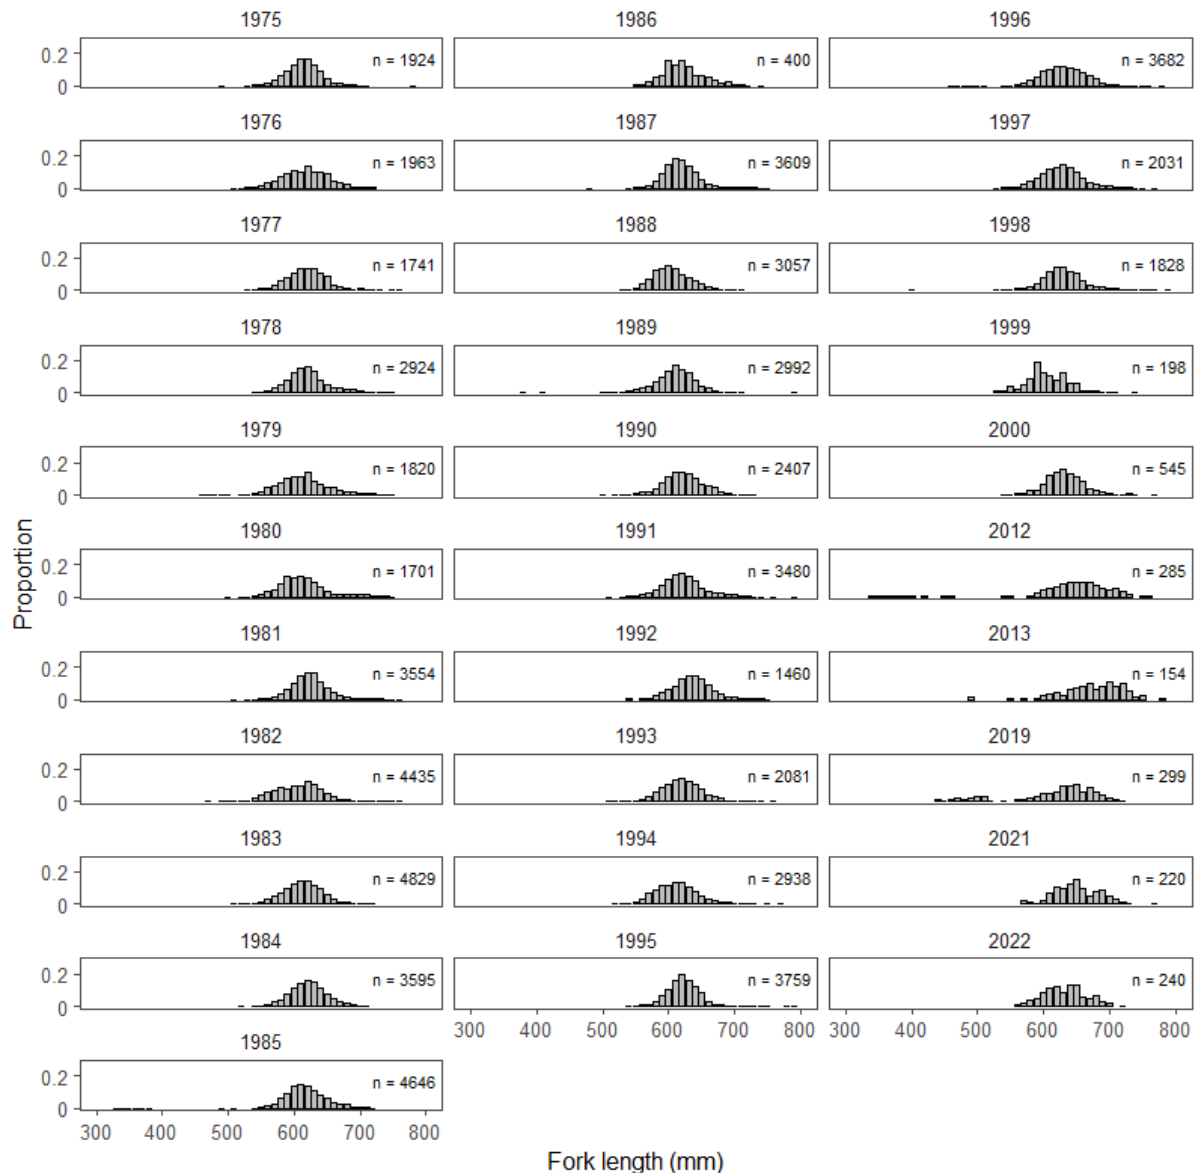 1975 1986 1996
0.2 n = 1924 n = 400 n = 3682
0
1976 1987 1997
0.2 n = 1963 n = 3609 n = 2031
0
1977 1988 1998
0.2 n = 1741 n = 3057 n = 1828
0
1978 1989 1999
0.2 n = 2924 n = 2992 n = 198
0
1979 1990 2000
0.2 n = 1820 n = 2407 n = 545
0
1980 1991 2012
0.2 n = 1701 n = 3480 n = 285
0
Proportion
1981 1992 2013
0.2 n = 3554 n = 1460 n = 154
0
1982 1993 2019
0.2 n = 4435 n = 2081 n = 299
0
1983 1994 2021
0.2 n = 4829 n = 2938 n = 220
0
1984 1995 2022
0.2 n = 3595 n = 3759 n = 240
0
300 400 500 600 700 800 300 400 500 600 700 800
1985
0.2 n = 4646
0
300 400 500 600 700 800
Fork length (mm)